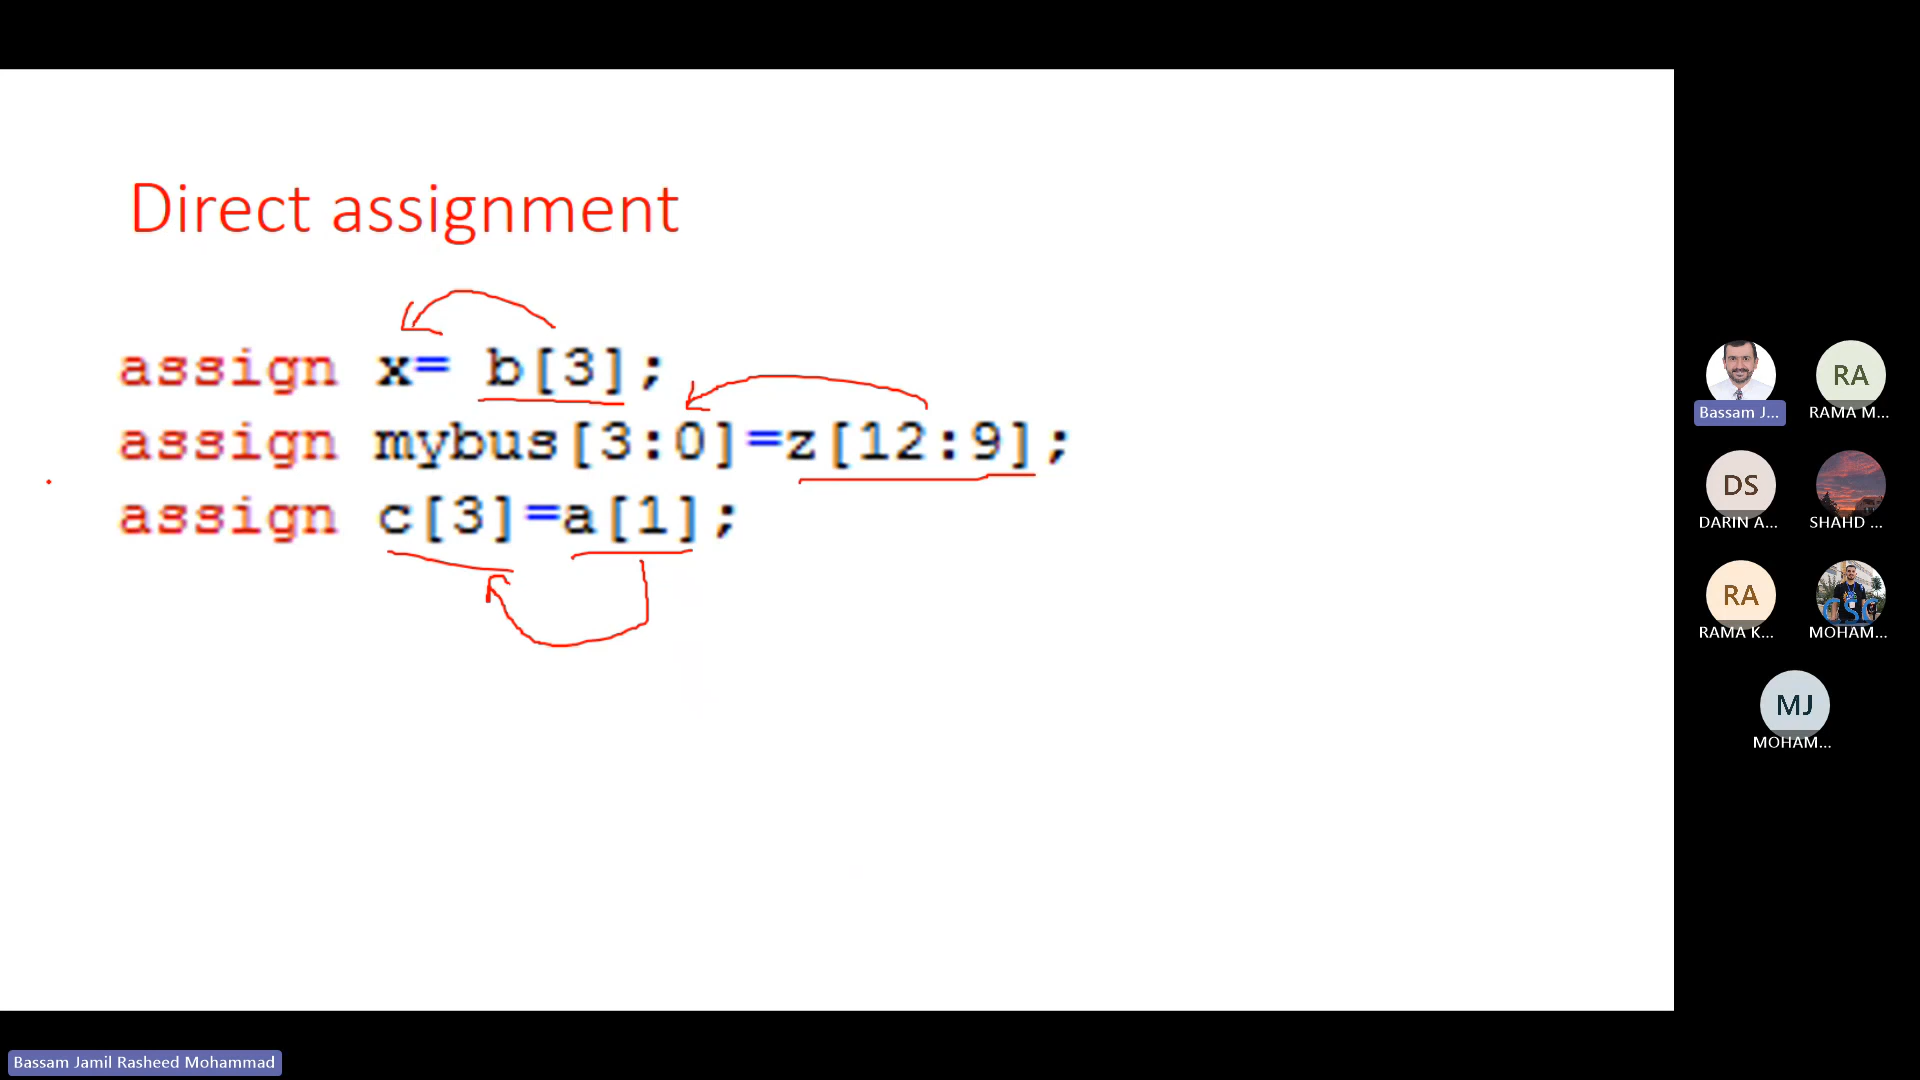 Direct assignment
assign x= b[3];
assign mybus[3:0]=z[12:9];
assign c[3]=a[1];
Bassam J...
RA
RAMA M...
DS
DARIN A...
SHAHD ...
RA
RAMA K...
CSC
MOHAM...
MJ
MOHAM...
Bassam Jamil Rasheed Mohammad